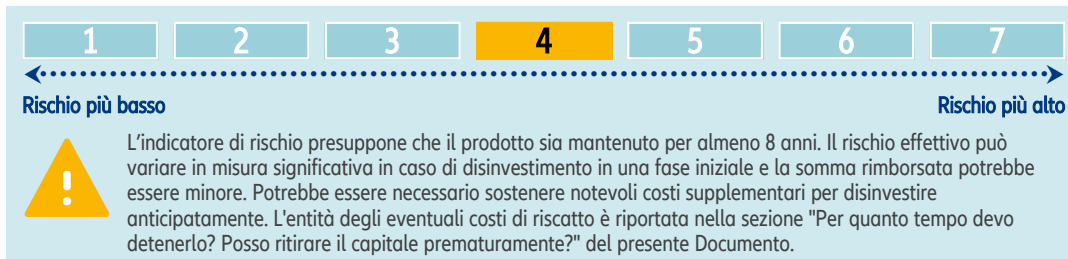 1 2 3 4 5 6 7
Rischio più basso Rischio più alto
L’indicatore di rischio presuppone che il prodotto sia mantenuto per almeno 8 anni. Il rischio effettivo può
variare in misura significativa in caso di disinvestimento in una fase iniziale e la somma rimborsata potrebbe
essere minore. Potrebbe essere necessario sostenere notevoli costi supplementari per disinvestire
anticipatamente. L'entità degli eventuali costi di riscatto è riportata nella sezione "Per quanto tempo devo
detenerlo? Posso ritirare il capitale prematuramente?" del presente Documento.